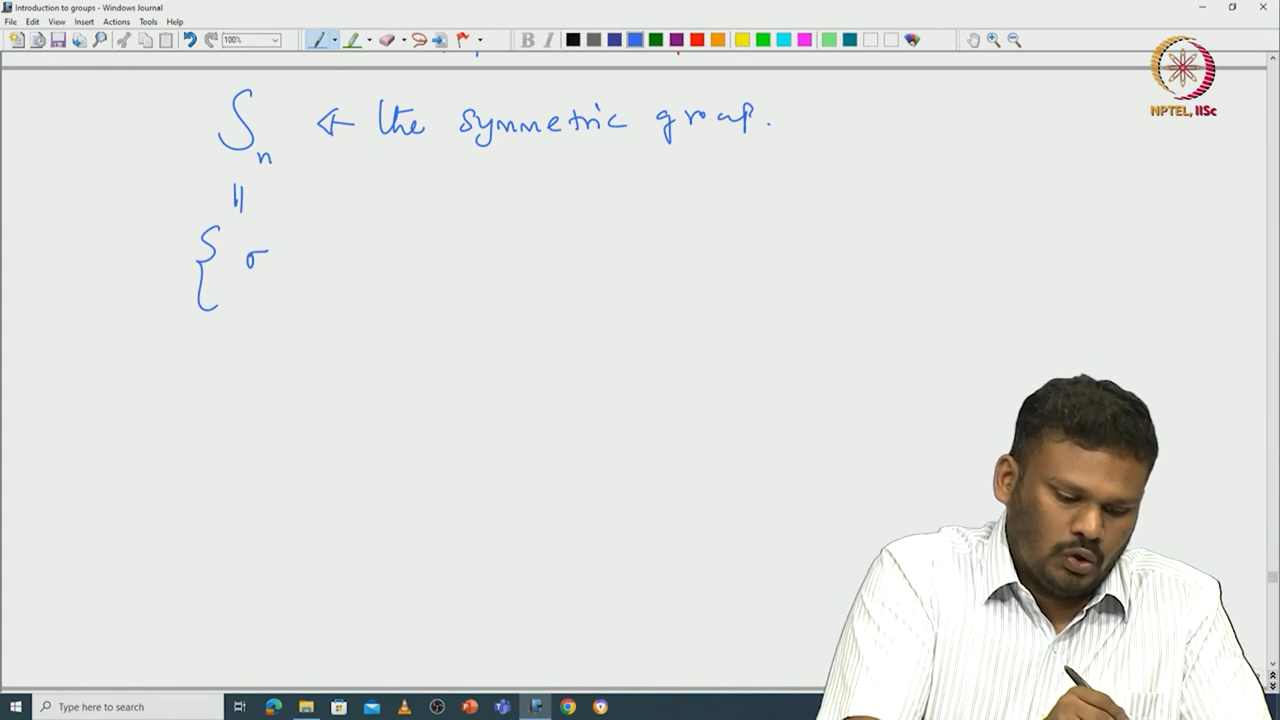 Introduction to groups - Windows Journal
File Edit View Insert Actions Tools Help
100%
B I
NPTEL, IISc
S_n ← the symmetric group.
||
{ σ
Type here to search